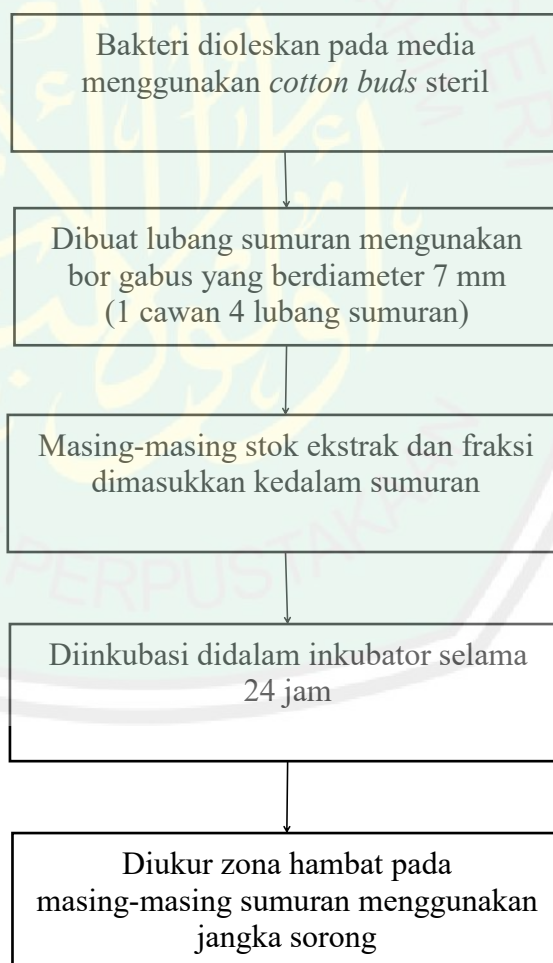 Bakteri dioleskan pada media
menggunakan cotton buds steril
Dibuat lubang sumuran mengunakan
bor gabus yang berdiameter 7 mm
(1 cawan 4 lubang sumuran)
Masing-masing stok ekstrak dan fraksi
dimasukkan kedalam sumuran
PERPUSTAKAAN
Diinkubasi didalam inkubator selama
24 jam
Diukur zona hambat pada
masing-masing sumuran menggunakan
jangka sorong